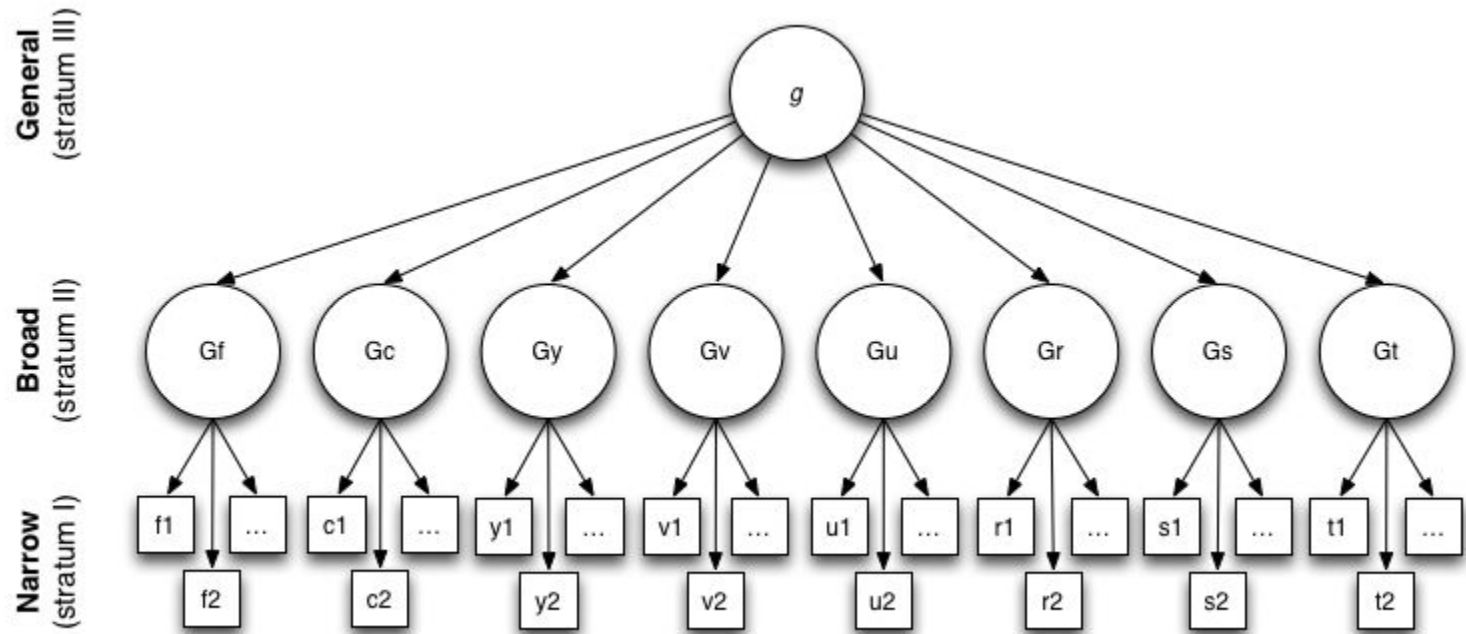 General
(stratum III)
g
Broad
(stratum II)
Gf Gc Gy Gv Gu Gr Gs Gt
Narrow
(stratum I)
f1 ... c1 ... y1 ... v1 ... u1 ... r1 ... s1 ... t1 ...
f2 c2 y2 v2 u2 r2 s2 t2